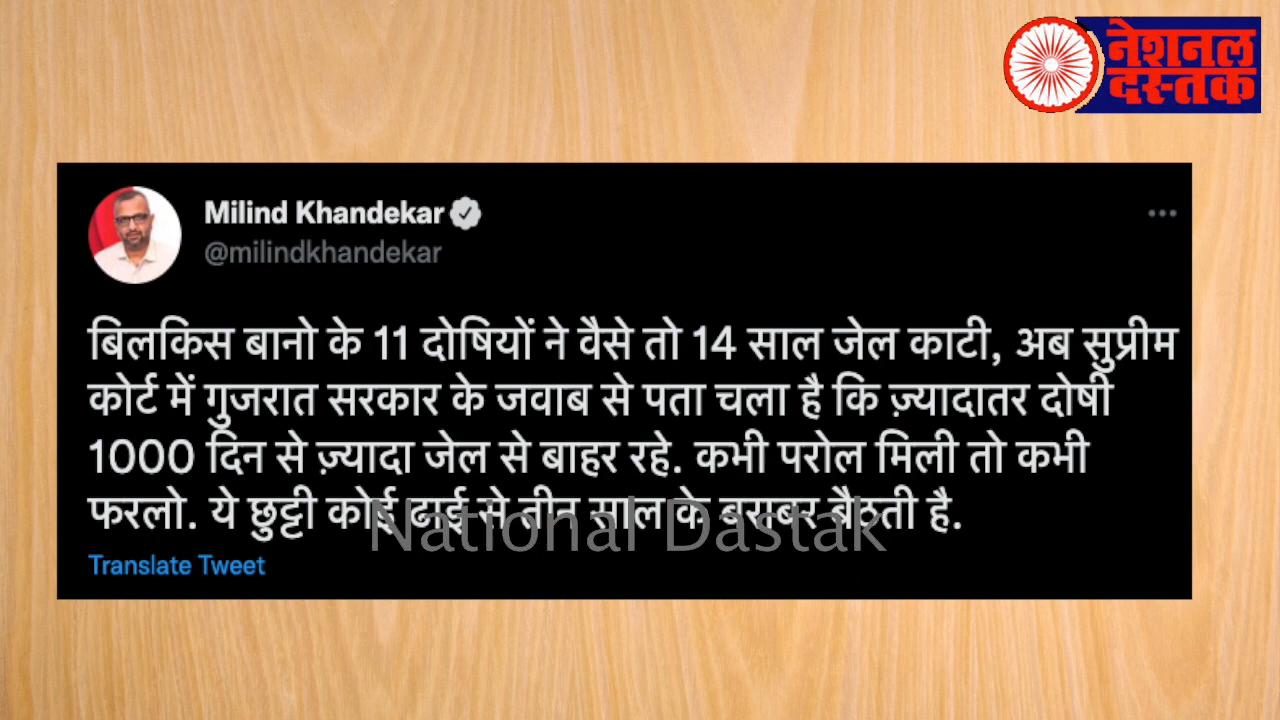 नेशनल
दस्तक
Milind Khandekar
@milindkhandekar
बिलकिस बानो के 11 दोषियों ने वैसे तो 14 साल जेल काटी, अब सुप्रीम
कोर्ट में गुजरात सरकार के जवाब से पता चला है कि ज़्यादातर दोषी
1000 दिन से ज़्यादा जेल से बाहर रहे. कभी परोल मिली तो कभी
फरलो. ये छुट्टी कोई ढाई से तीन साल के बराबर बैठती है.
National Dastak
Translate Tweet